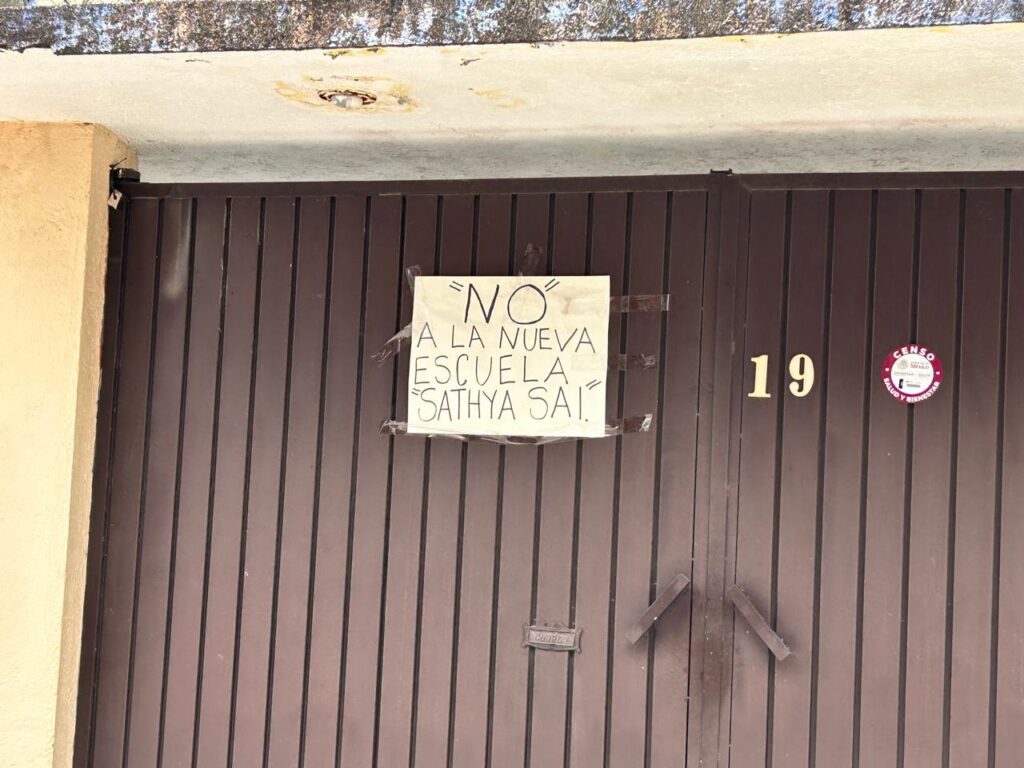 "NO"
A LA NUEVA
ESCUELA
"SATHYA SAI."
19
CENSO
SALUD Y BIENESTAR